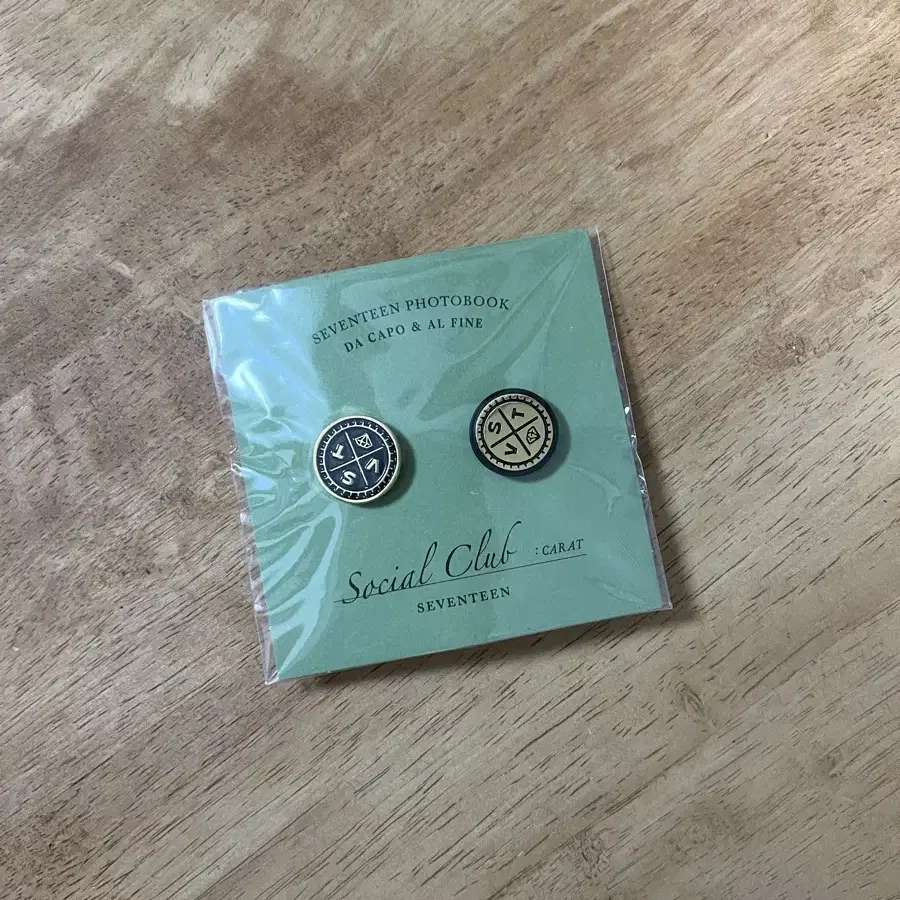 SEVENTEEN PHOTOBOOK
DA CAPO & AL FINE
S V T
S V T
Social Club : CARAT
SEVENTEEN